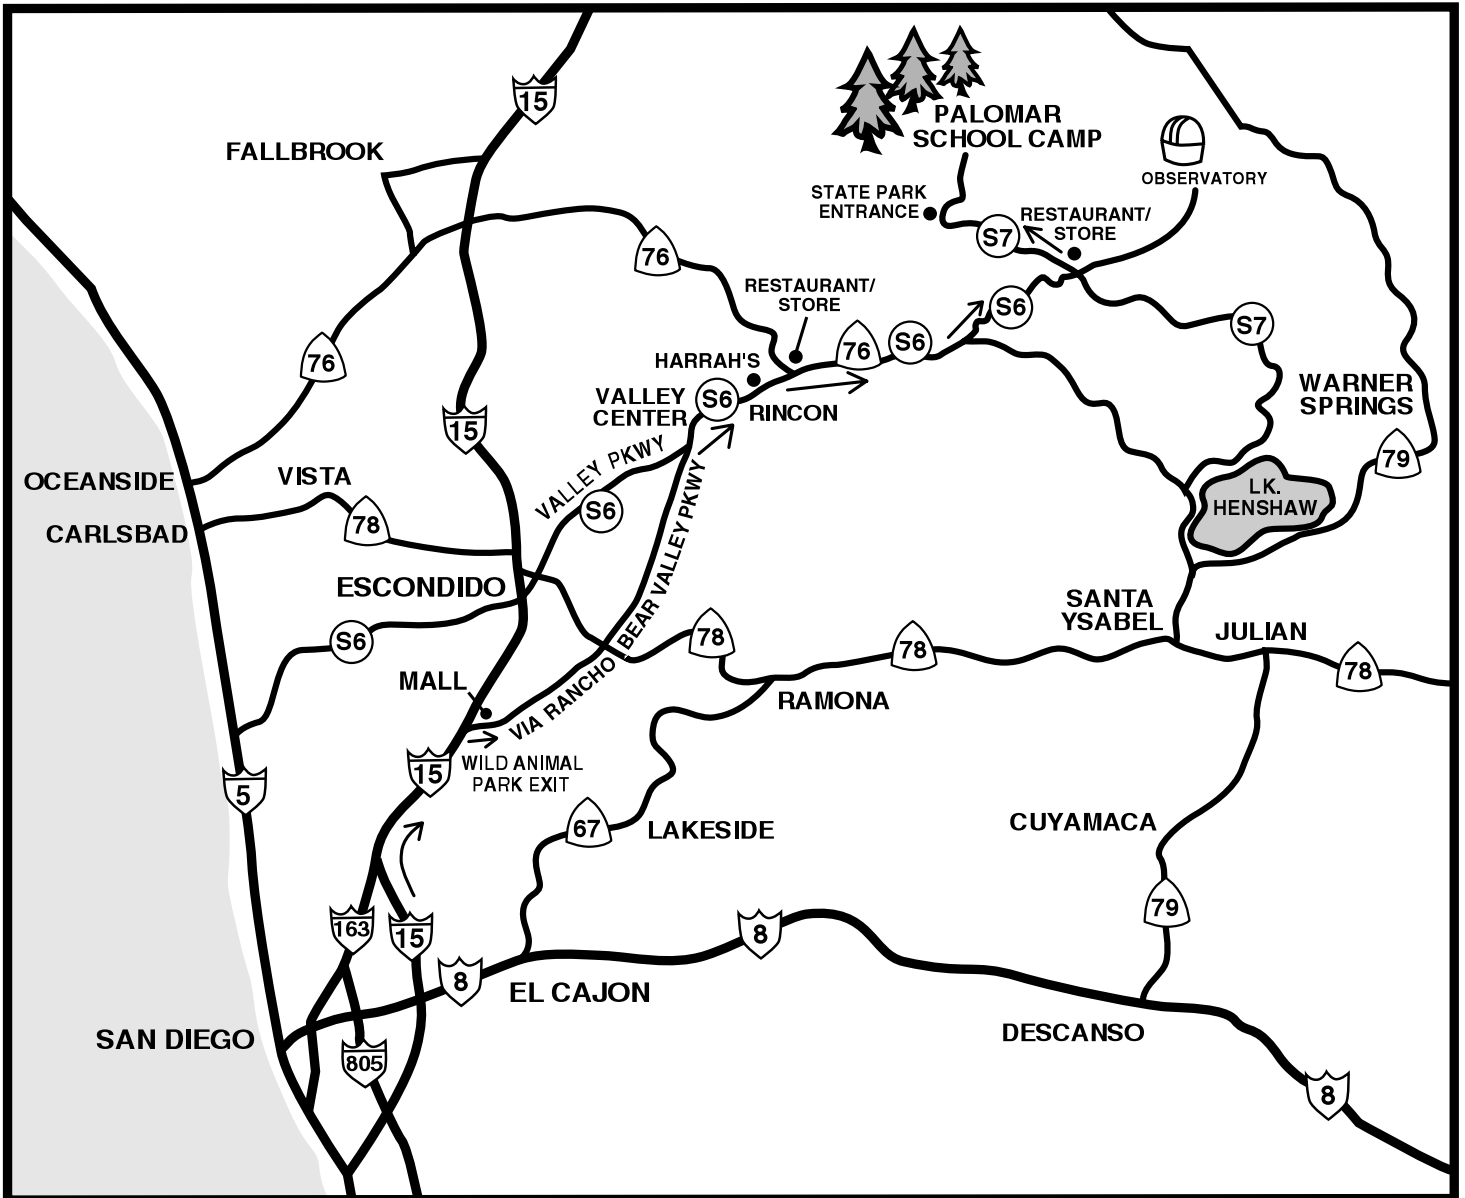 15
FALLBROOK
PALOMAR
SCHOOL CAMP
OBSERVATORY
STATE PARK
ENTRANCE
S7
RESTAURANT/
STORE
76
RESTAURANT/
STORE
S6
S7
76
76
S6
HARRAH'S
VALLEY
CENTER
S6
RINCON
WARNER
SPRINGS
15
79
OCEANSIDE
VISTA
VALLEY PKWY
S6
LK.
HENSHAW
CARLSBAD
78
BEAR VALLEY PKWY
ESCONDIDO
SANTA
YSABEL
JULIAN
S6
78
78
78
MALL
VIA RANCHO
RAMONA
WILD ANIMAL
PARK EXIT
15
5
67
LAKESIDE
CUYAMACA
79
163
15
8
8
EL CAJON
SAN DIEGO
DESCANSO
805
8